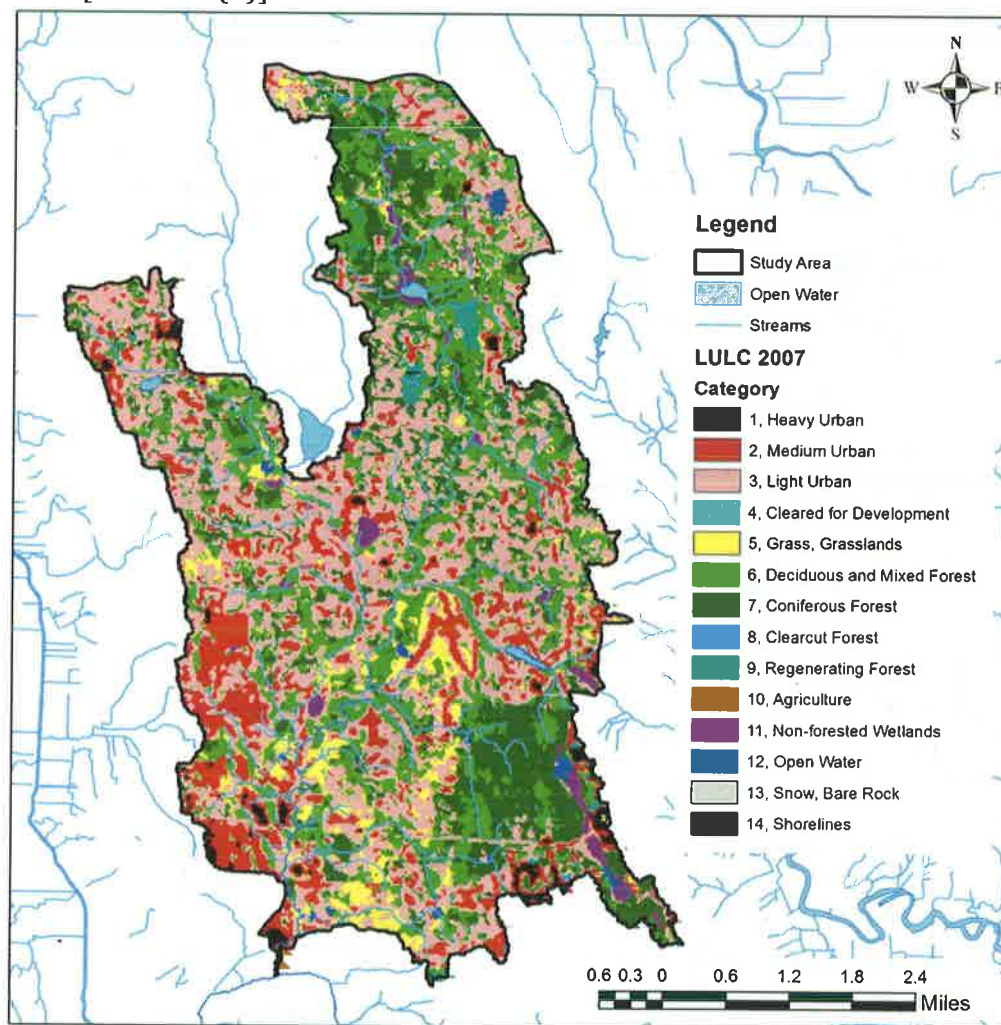 N
W E
S
Legend
Study Area
Open Water
Streams
LULC 2007
Category
1, Heavy Urban
2, Medium Urban
3, Light Urban
4, Cleared for Development
5, Grass, Grasslands
6, Deciduous and Mixed Forest
7, Coniferous Forest
8, Clearcut Forest
9, Regenerating Forest
10, Agriculture
11, Non-forested Wetlands
12, Open Water
13, Snow, Bare Rock
14, Shorelines
0.6 0.3 0 0.6 1.2 1.8 2.4
Miles